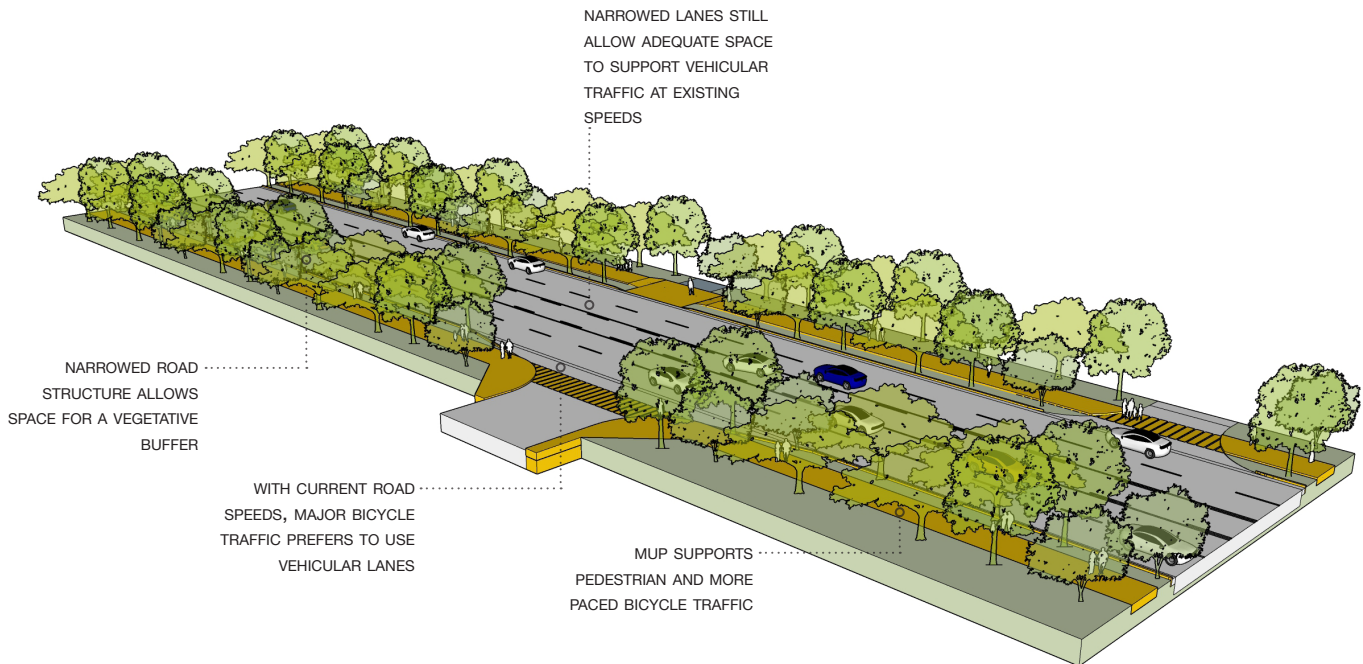 NARROWED LANES STILL
ALLOW ADEQUATE SPACE
TO SUPPORT VEHICULAR
TRAFFIC AT EXISTING
SPEEDS
NARROWED ROAD
STRUCTURE ALLOWS
SPACE FOR A VEGETATIVE
BUFFER
WITH CURRENT ROAD
SPEEDS, MAJOR BICYCLE
TRAFFIC PREFERS TO USE
VEHICULAR LANES
MUP SUPPORTS
PEDESTRIAN AND MORE
PACED BICYCLE TRAFFIC